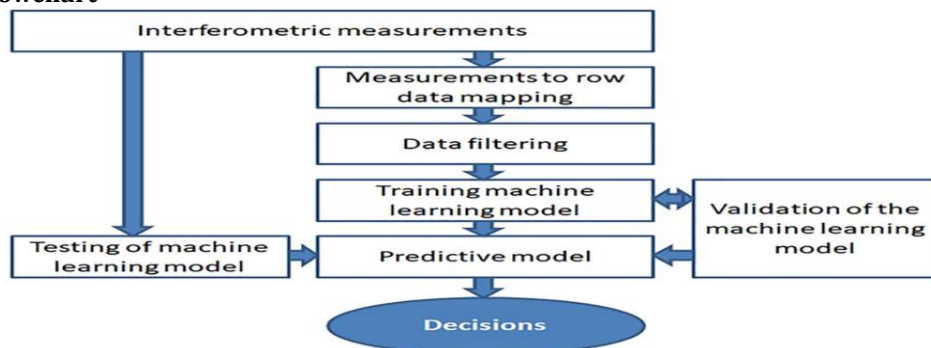 Interferometric measurements
Measurements to row
data mapping
Data filtering
Training machine
learning model
Validation of the
machine learning
model
Testing of machine
learning model
Predictive model
Decisions